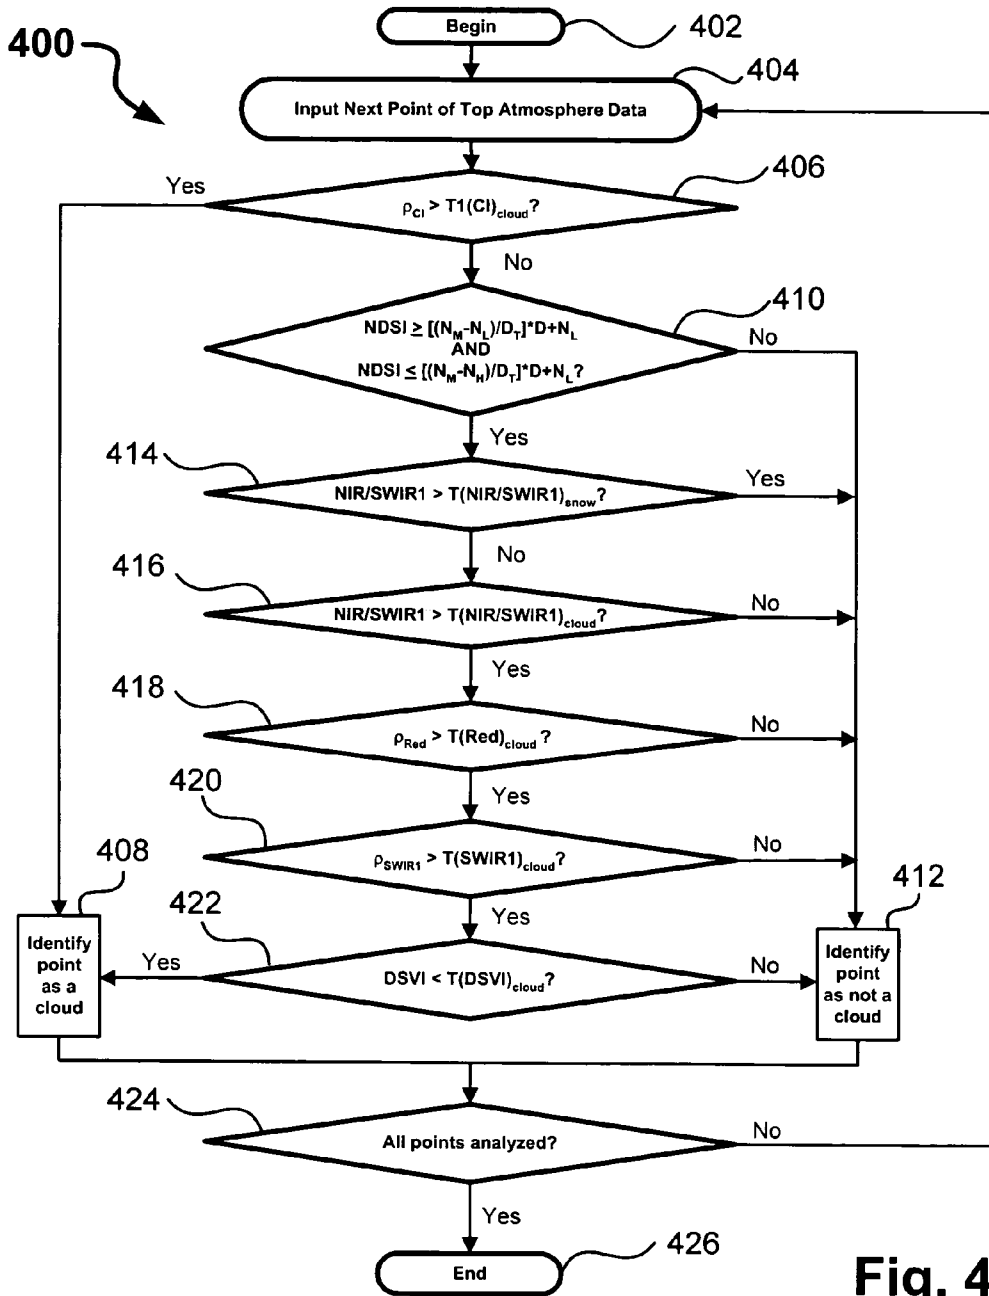 400
Begin
402
Input Next Point of Top Atmosphere Data
404
Yes
ρCI > T1(CI)cloud?
406
No
NDSI ≥ [(NM-NL)/DT]*D+NL
AND
NDSI ≤ [(NM-NH)/DT]*D+NL?
410
No
Yes
414
NIR/SWIR1 > T(NIR/SWIR1)snow?
Yes
No
416
NIR/SWIR1 > T(NIR/SWIR1)cloud?
No
Yes
418
ρRed > T(Red)cloud?
No
Yes
420
ρSWIR1 > T(SWIR1)cloud?
No
Yes
408
Identify
point
as a
cloud
422
Yes
DSVI < T(DSVI)cloud?
No
412
Identify
point
as not a
cloud
424
All points analyzed?
No
Yes
End
426
Fig. 4